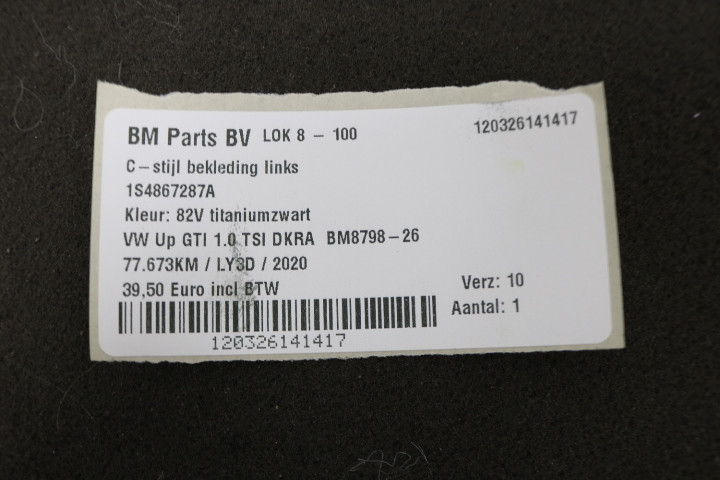 BM Parts BV LOK 8 - 100 120326141417
C-stijl bekleding links
1S4867287A
Kleur: 82V titaniumzwart
VW Up GTI 1.0 TSI DKRA BM8798-26
77.673KM / LY3D / 2020
39,50 Euro incl BTW
Verz: 10
Aantal: 1
120326141417